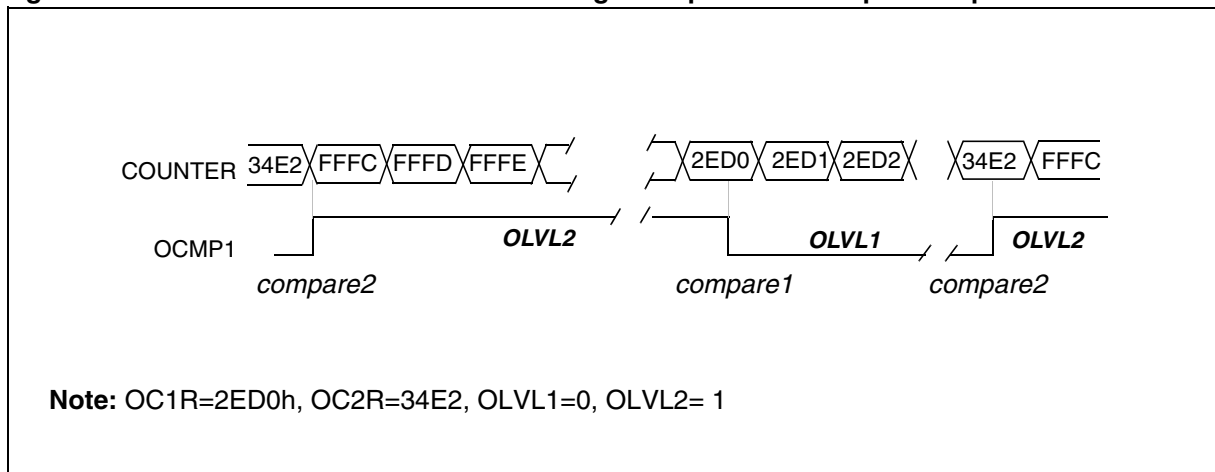 COUNTER 34E2 FFFC FFFD FFFE 2ED0 2ED1 2ED2 34E2 FFFC
OCMP1 OLVL2 OLVL1 OLVL2
compare2 compare1 compare2
Note: OC1R=2ED0h, OC2R=34E2, OLVL1=0, OLVL2= 1